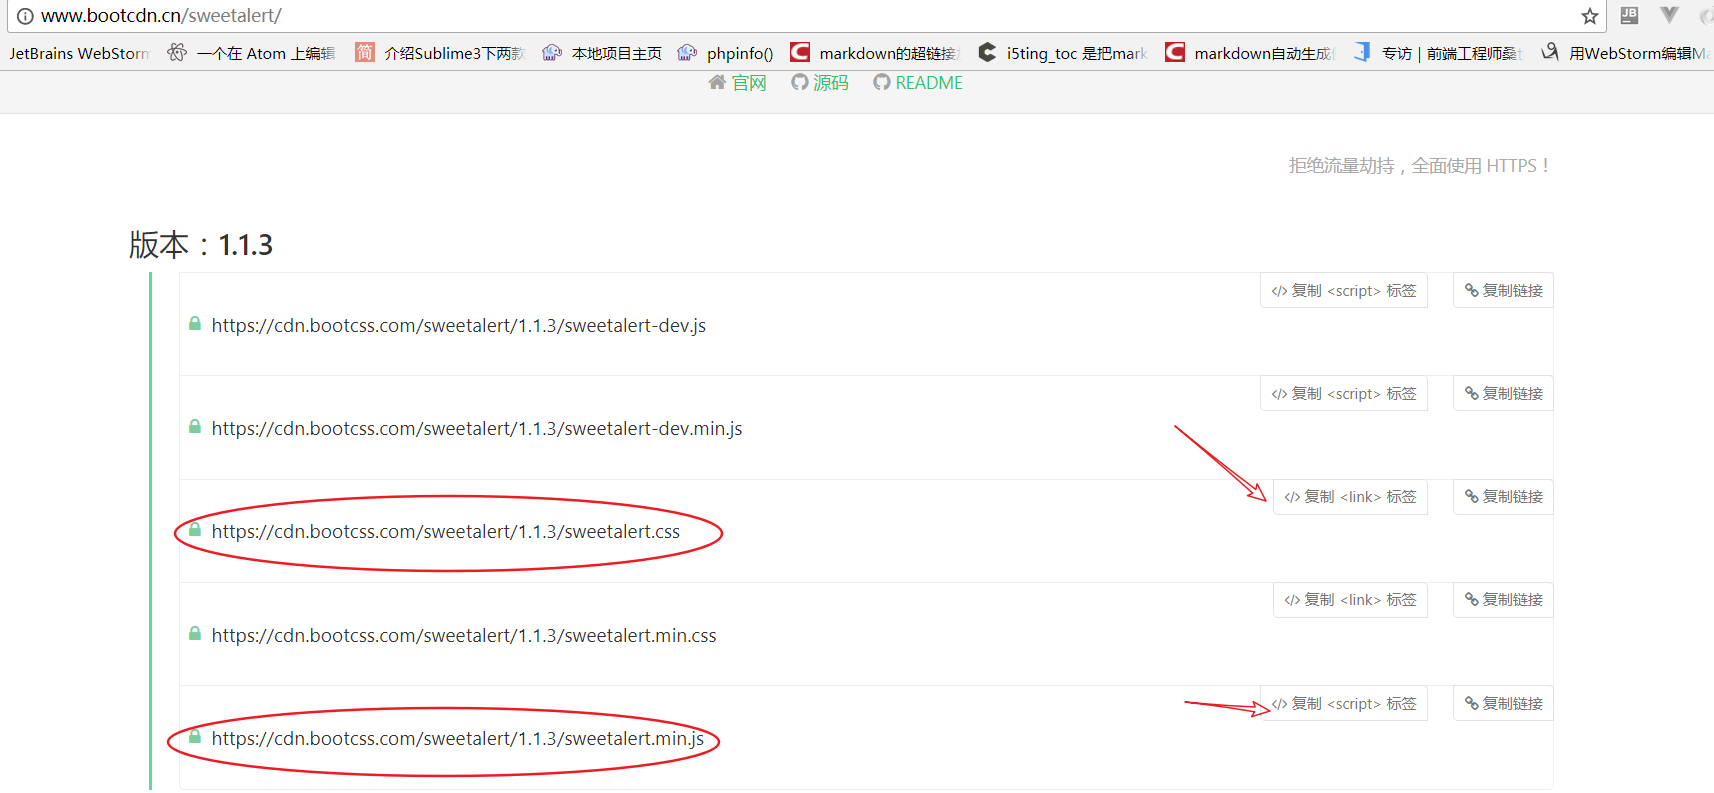 www.bootcdn.cn/sweetalert/
JetBrains WebStorm 一个在 Atom 上编辑 简 介绍Sublime3下两款 本地项目主页 phpinfo() markdown的超链接 i5ting_toc 是把mark markdown自动生成 专访 | 前端工程师 用WebStorm编辑Ma
官网 源码 README
拒绝流量劫持，全面使用 HTTPS！
版本：1.1.3
</> 复制 <script> 标签 复制链接
https://cdn.bootcss.com/sweetalert/1.1.3/sweetalert-dev.js
</> 复制 <script> 标签 复制链接
https://cdn.bootcss.com/sweetalert/1.1.3/sweetalert-dev.min.js
</> 复制 <link> 标签 复制链接
https://cdn.bootcss.com/sweetalert/1.1.3/sweetalert.css
</> 复制 <link> 标签 复制链接
https://cdn.bootcss.com/sweetalert/1.1.3/sweetalert.min.css
</> 复制 <script> 标签 复制链接
https://cdn.bootcss.com/sweetalert/1.1.3/sweetalert.min.js